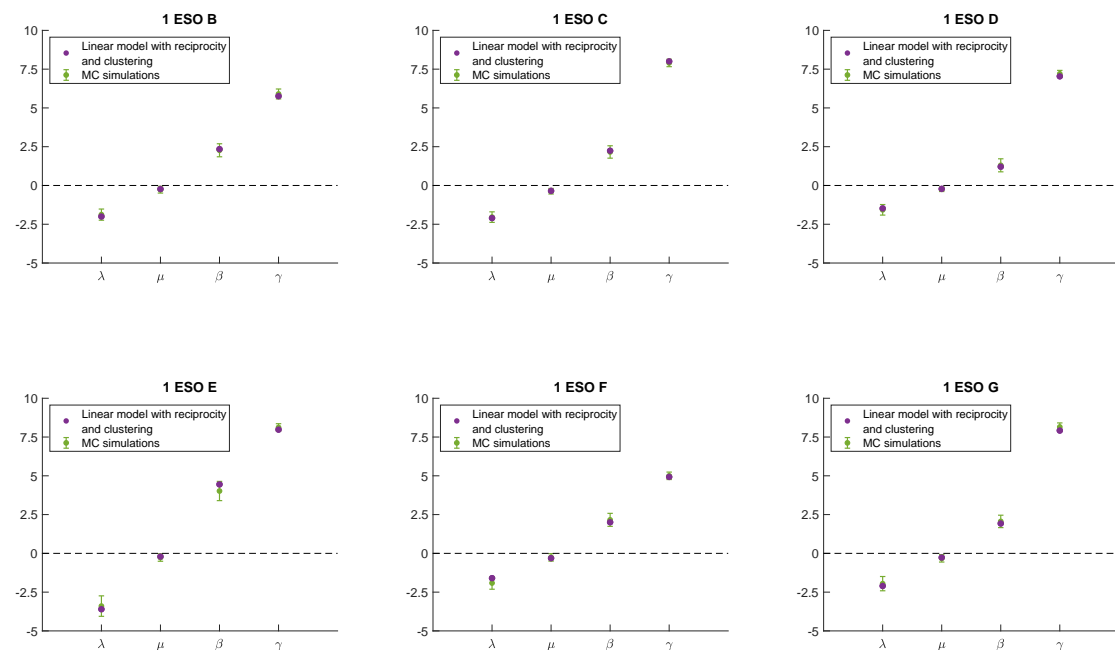 1 ESO B
10
7.5
5
2.5
0
-2.5
-5
Linear model with reciprocity
and clustering
MC simulations
λ μ β γ
1 ESO C
10
7.5
5
2.5
0
-2.5
-5
Linear model with reciprocity
and clustering
MC simulations
λ μ β γ
1 ESO D
10
7.5
5
2.5
0
-2.5
-5
Linear model with reciprocity
and clustering
MC simulations
λ μ β γ
1 ESO E
10
7.5
5
2.5
0
-2.5
-5
Linear model with reciprocity
and clustering
MC simulations
λ μ β γ
1 ESO F
10
7.5
5
2.5
0
-2.5
-5
Linear model with reciprocity
and clustering
MC simulations
λ μ β γ
1 ESO G
10
7.5
5
2.5
0
-2.5
-5
Linear model with reciprocity
and clustering
MC simulations
λ μ β γ